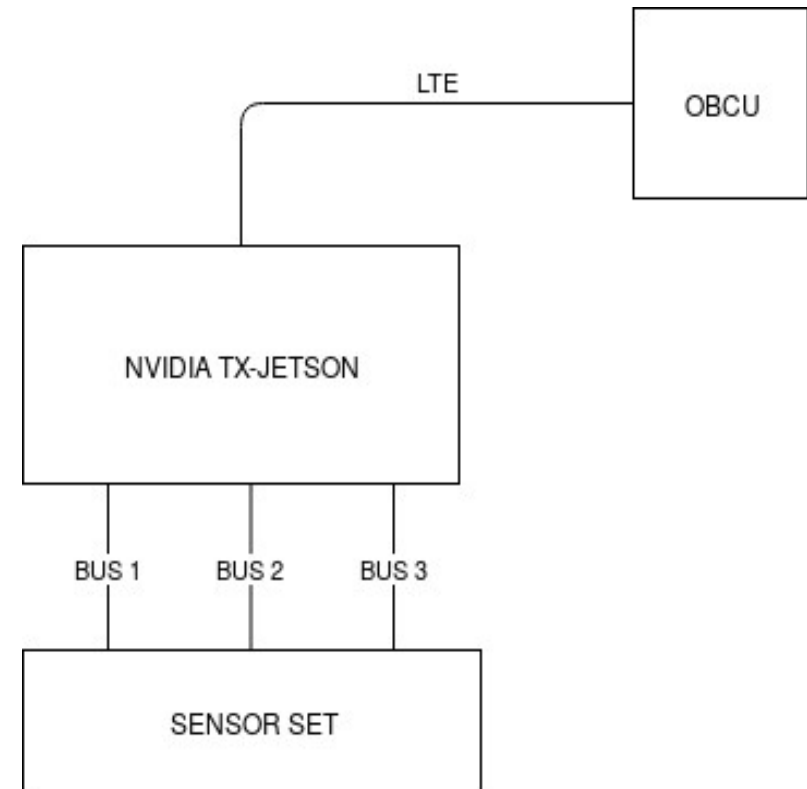 LTE
OBCU
NVIDIA TX-JETSON
BUS 1 BUS 2 BUS 3
SENSOR SET